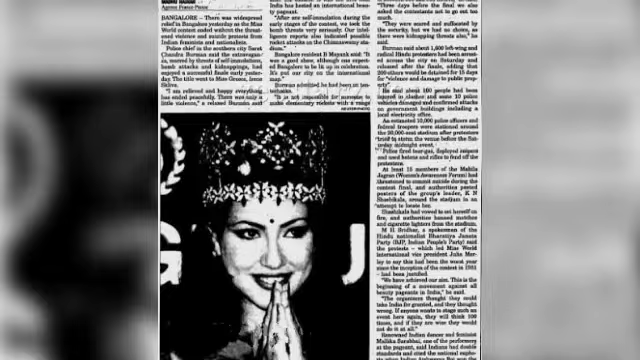 Agence France Presse
BANGALORE – There was widespread
relief in Bangalore yesterday as the Miss
World contest ended without the threat-
ened violence and suicide protests from
Indian feminists and nationalists.
Police chief in the southern city Sarat
Chandra Burman said the extravagan-
za, marred by threats of self-immolation,
bomb attacks and kidnappings, had
enjoyed a successful finale early yester-
day. The title went to Miss Greece, Irene
Skliva.
"I am relieved and happy everything
has ended peacefully. There was only a
little violence," a relaxed Burman said
India has hosted an international beau-
ty pageant.
"After one self-immolation during the
early stages of the contest, we took the
bomb threats very seriously. Our intel-
ligence reports also indicated possible
rocket attacks on the Chinnaswamy sta-
dium."
Bangalore resident B Mayank said: "It
was a good show, although one expect-
ed Bangalore to be lit up in celebration.
It's put our city on the international
map."
Burman admitted he had been on ten-
terhooks.
"It is not impossible for someone to
make elementary rockets with a range
"Three days before the final we also
asked the contestants not to go out too
much.
"They were scared and suffocated by
the security, but we had no choice, as
there were kidnapping threats also," he
said.
Burman said about 1,600 left-wing and
radical Hindu protesters had been arrest-
ed across the city on Saturday and
released after the finale, adding that
200 others would be detained for 15 days
for "violence and damage to public prop-
erty".
He said about 100 people had been
injured in clashes and some 10 police
vehicles damaged and confirmed attacks
on government buildings including a
local electricity office.
An estimated 10,000 police officers and
federal troopers were stationed around
the 20,000-seat stadium after protesters
tried to storm the venue before the Sat-
urday midnight event.
Police fired tear-gas, deployed snipers
and used batons and rifles to fend off the
protesters.
At least 15 members of the Mahila
Jagran (Women's Awareness Forum) had
threatened to commit suicide during the
contest final, and authorities posted
posters of the group's leader, K N
Shashikala, around the stadium in an
attempt to locate her.
Shashikala had vowed to set herself on
fire, and authorities banned matches
and cigarette lighters from the stadium.
M H Sridhar, a spokesman of the
Hindu nationalist Bharatiya Janata
Party (BJP, Indian People's Party) said
the protests – which led Miss World
International vice president Julia Mor-
ley to say this had been the worst year
since the inception of the contest in 1951
– had been justified.
"We have achieved our aim. This is the
beginning of a movement against all
beauty pageants in India," he said.
"The organisers thought they could
take India for granted, and they thought
wrong. If anyone wants to stage such an
event here again, they will think 100
times, and if they are wise they would
not do it at all."
Renowned Indian dancer and feminist
Mallika Sarabhai, one of the performers
at the pageant, said Indians had double
standards and cited the national explo-